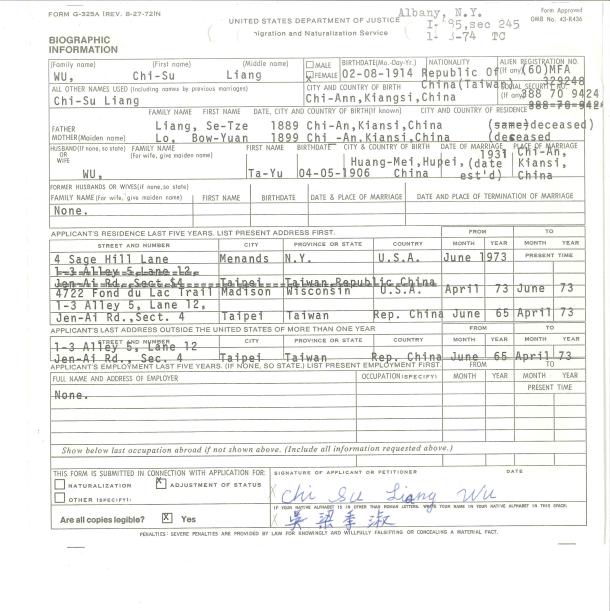 FORM G-325A (REV. 8-27-72)N
UNITED STATES DEPARTMENT OF JUSTICE
Albany, N.Y.
Form Approved
OMB No. 43-R436
Immigration and Naturalization Service
sec 245
74 TC
BIOGRAPHIC
INFORMATION
(Family name) (First name) (Middle name) MALE FEMALE BIRTHDATE (Mo.-Day-Yr.) NATIONALITY ALIEN REGISTRATION NO.
WU, Chi-Su Liang 02-08-1914 Republic Of China(Taiwan) (If any) (60)MFA
ALL OTHER NAMES USED (Including names by previous marriages) CITY AND COUNTRY OF BIRTH SOCIAL SECURITY NO.
Chi-Su Liang Chi-Ann,Kiangsi,China (If any) 388 70 9424
FAMILY NAME FIRST NAME DATE, CITY AND COUNTRY OF BIRTH (If known) CITY AND COUNTRY OF RESIDENCE
388-70-9424
FATHER Liang, Se-Tze 1889 Chi-An,Kiansi,China (same)deceased)
MOTHER (Maiden name) Lo, Bow-Yuan 1899 Chi-An,Kiansi,China (deceased
HUSBAND (If none, so state) OR WIFE FAMILY NAME (For wife, give maiden name) FIRST NAME BIRTHDATE CITY & COUNTRY OF BIRTH DATE OF MARRIAGE PLACE OF MARRIAGE
WU, Ta-Yu 04-05-1906 Huang-Mei,Hupei, China 1931 (date est'd) Chi-An, Kiansi, China
FORMER HUSBANDS OR WIVES (if none, so state)
FAMILY NAME (For wife, give maiden name) FIRST NAME BIRTHDATE DATE & PLACE OF MARRIAGE DATE AND PLACE OF TERMINATION OF MARRIAGE
None.
APPLICANT'S RESIDENCE LAST FIVE YEARS. LIST PRESENT ADDRESS FIRST. FROM TO
STREET AND NUMBER CITY PROVINCE OR STATE COUNTRY MONTH YEAR MONTH YEAR
4 Sage Hill Lane Menands N.Y. U.S.A. June 1973 PRESENT TIME
1-3 Alley 5,Lane 12,
Jen-Ai Rd.,Sect $4 Taipei Taiwan Republic China
4722 Fond du Lac Trail Madison Wisconsin U.S.A. April 73 June 73
1-3 Alley 5, Lane 12,
Jen-Ai Rd.,Sect. 4 Taipei Taiwan Rep. China June 65 April 73
APPLICANT'S LAST ADDRESS OUTSIDE THE UNITED STATES OF MORE THAN ONE YEAR FROM TO
STREET AND NUMBER CITY PROVINCE OR STATE COUNTRY MONTH YEAR MONTH YEAR
1-3 Alley 5, Lane 12
Jen-Ai Rd., Sec. 4 Taipei Taiwan Rep. China June 65 April 73
APPLICANT'S EMPLOYMENT LAST FIVE YEARS. (IF NONE, SO STATE.) LIST PRESENT EMPLOYMENT FIRST. FROM TO
FULL NAME AND ADDRESS OF EMPLOYER OCCUPATION (SPECIFY) MONTH YEAR MONTH YEAR
None. PRESENT TIME
Show below last occupation abroad if not shown above. (Include all information requested above.)
THIS FORM IS SUBMITTED IN CONNECTION WITH APPLICATION FOR: SIGNATURE OF APPLICANT OR PETITIONER DATE
NATURALIZATION X ADJUSTMENT OF STATUS
Chi Su Liang Wu
OTHER (SPECIFY):
IF YOUR NATIVE ALPHABET IS IN OTHER THAN ROMAN LETTERS, WRITE YOUR NAME IN YOUR NATIVE ALPHABET IN THIS SPACE:
Are all copies legible? X Yes
吳梁季淑
PENALTIES: SEVERE PENALTIES ARE PROVIDED BY LAW FOR KNOWINGLY AND WILLFULLY FALSIFYING OR CONCEALING A MATERIAL FACT.